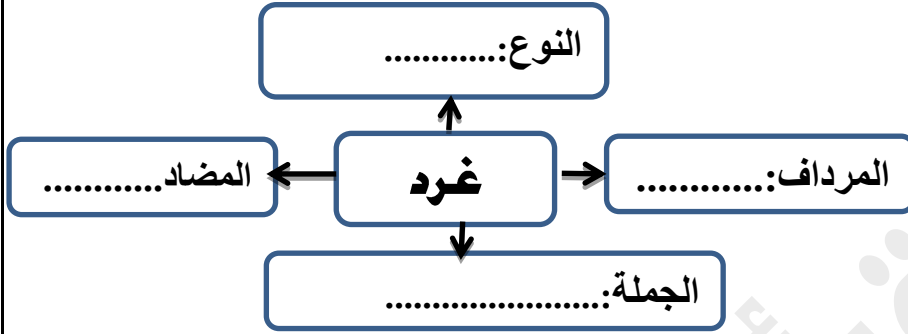 النوع:............
المرداف:............
غرد
المضاد............
الجملة:.......................